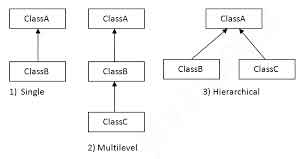 ClassA
ClassB
1) Single
ClassA
ClassB
ClassC
2) Multilevel
ClassA
ClassB
ClassC
3) Hierarchical